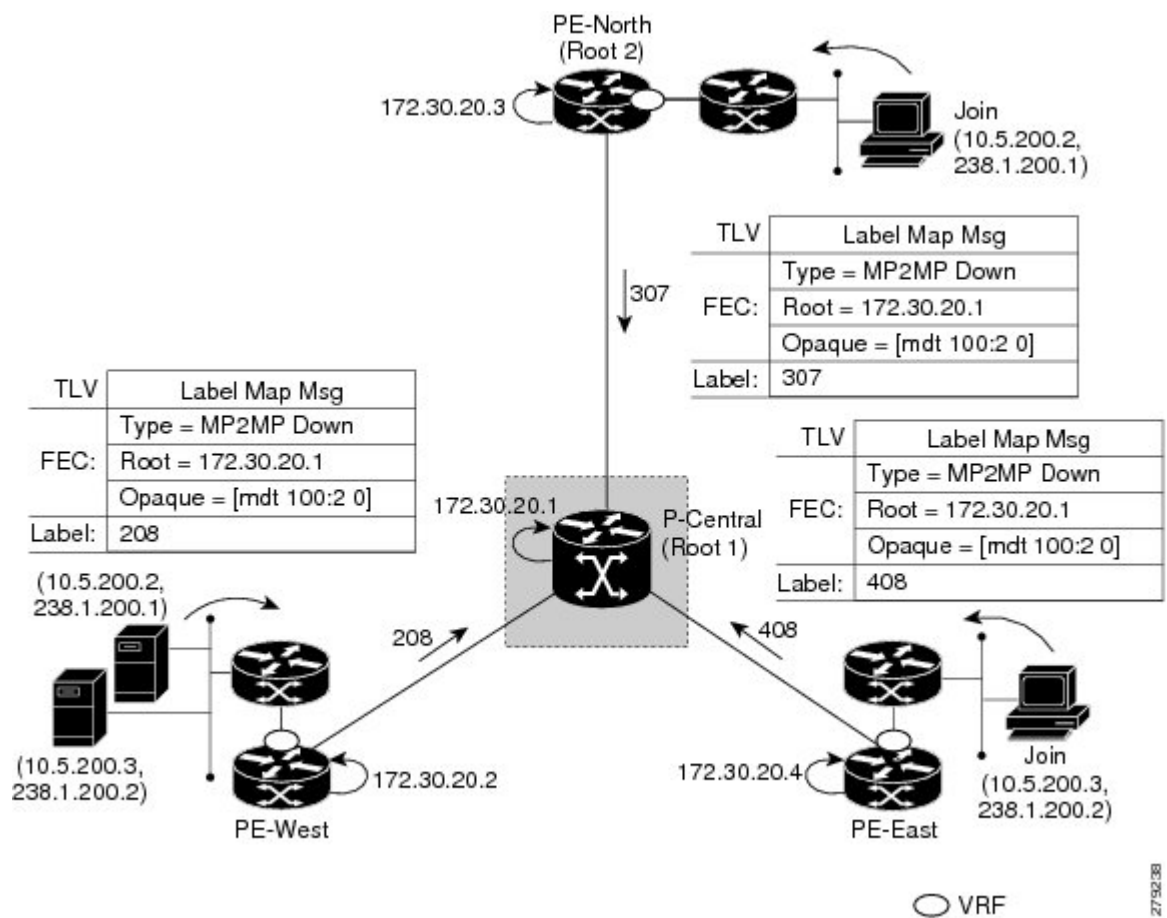 PE-North
(Root 2)
172.30.20.3
Join
(10.5.200.2,
238.1.200.1)
TLV Label Map Msg
Type = MP2MP Down
FEC: Root = 172.30.20.1
Opaque = [mdt 100:2 0]
Label: 307
307
TLV Label Map Msg
Type = MP2MP Down
FEC: Root = 172.30.20.1
Opaque = [mdt 100:2 0]
Label: 208
TLV Label Map Msg
Type = MP2MP Down
FEC: Root = 172.30.20.1
Opaque = [mdt 100:2 0]
Label: 408
172.30.20.1
P-Central
(Root 1)
(10.5.200.2,
238.1.200.1)
208
408
(10.5.200.3,
238.1.200.2)
172.30.20.2
PE-West
172.30.20.4
PE-East
Join
(10.5.200.3,
238.1.200.2)
VRF
279238